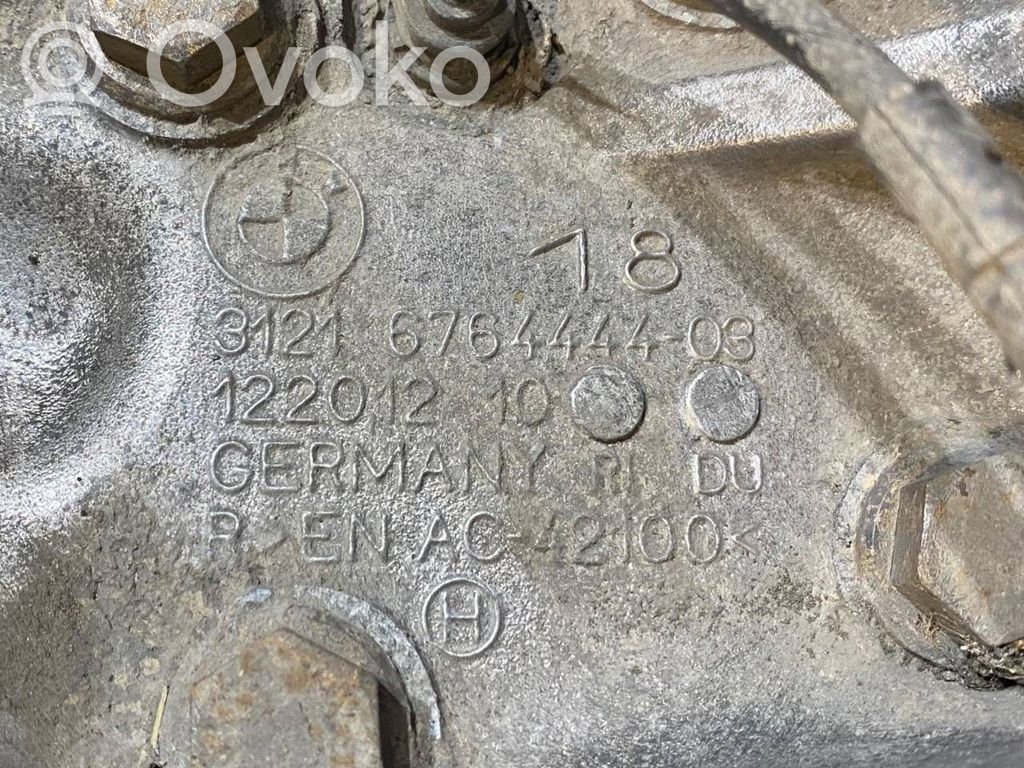 Ovoko
18
3121 6764444-03
122012 10
GERMANY RI DU
R >EN AC-42100<
H